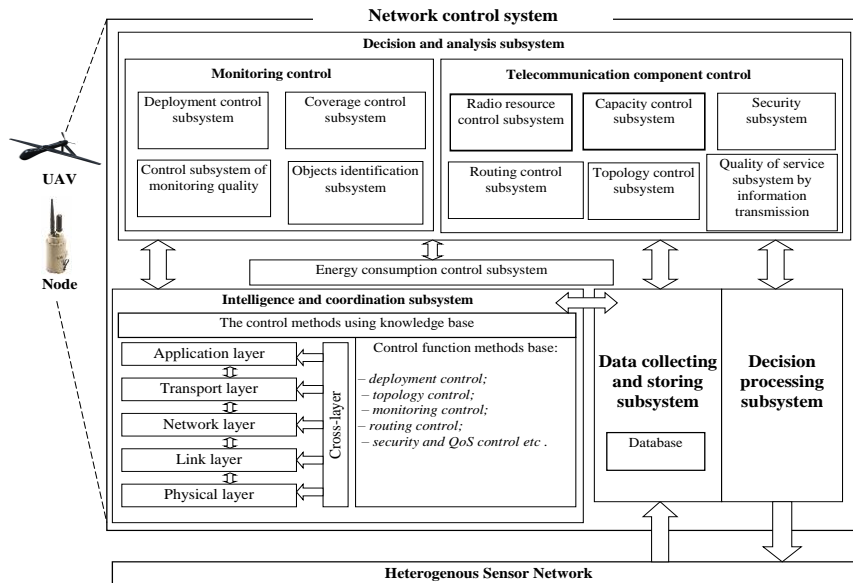 Network control system
Decision and analysis subsystem
Monitoring control
Deployment control
subsystem
Coverage control
subsystem
Control subsystem of
monitoring quality
Objects identification
subsystem
Telecommunication component control
Radio resource
control subsystem
Capacity control
subsystem
Security
subsystem
Routing control
subsystem
Topology control
subsystem
Quality of service
subsystem by
information
transmission
UAV
Node
Energy consumption control subsystem
Intelligence and coordination subsystem
The control methods using knowledge base
Application layer
Transport layer
Network layer
Link layer
Physical layer
Cross-layer
Control function methods base:
– deployment control;
– topology control;
– monitoring control;
– routing control;
– security and QoS control etc .
Data collecting
and storing
subsystem
Database
Decision
processing
subsystem
Heterogenous Sensor Network